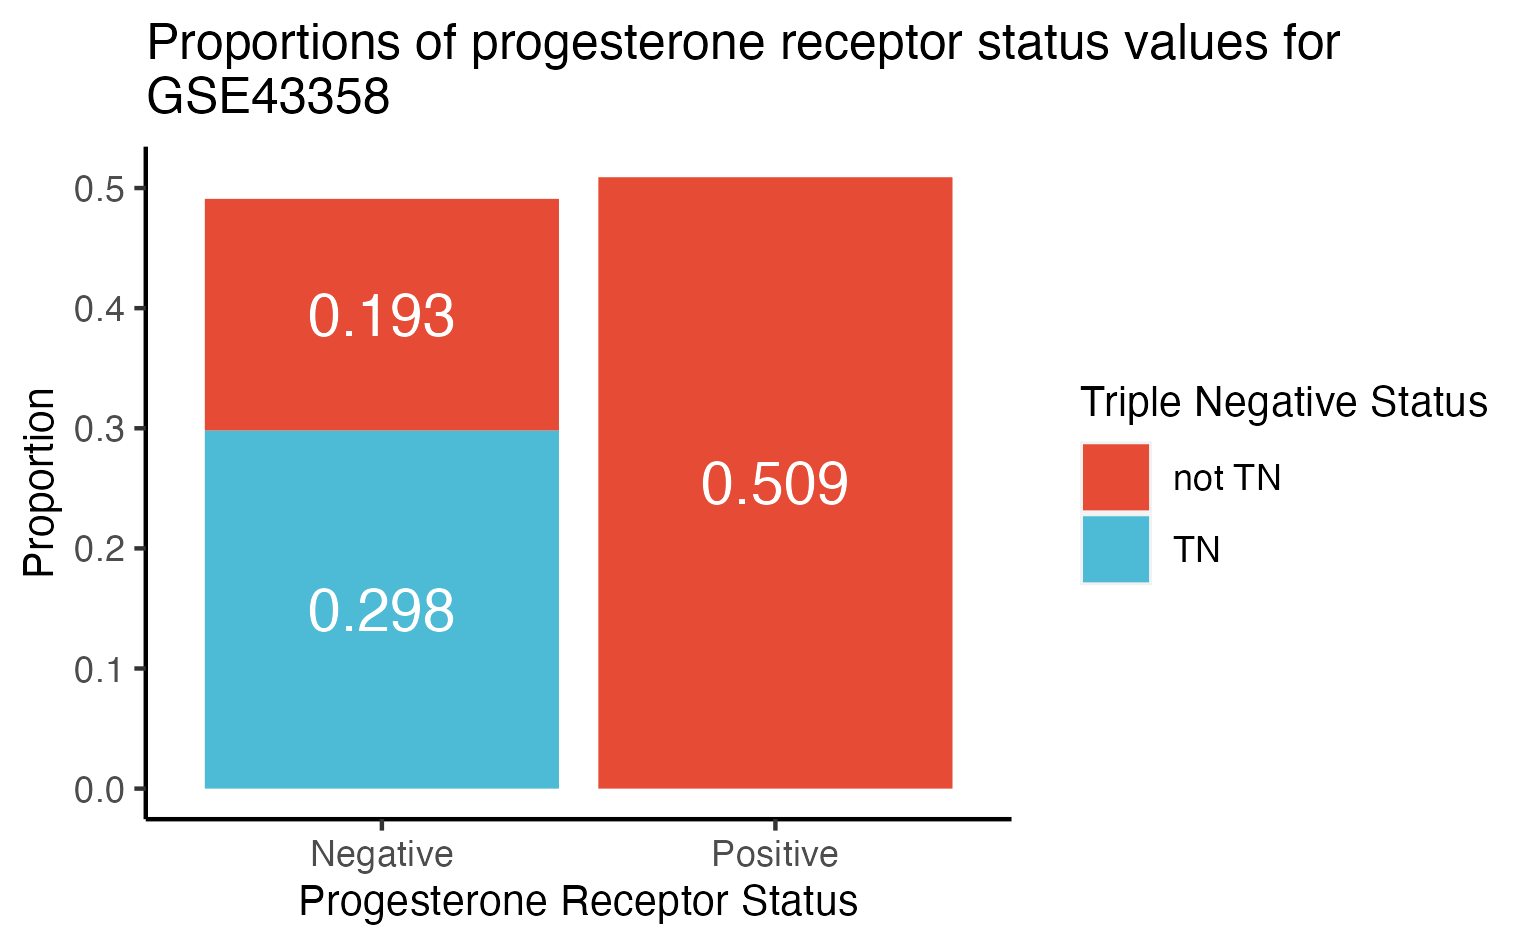 Proportions of progesterone receptor status values for
GSE43358
Proportion
0.5
0.4
0.3
0.2
0.1
0.0
0.193
0.298
0.509
Negative
Positive
Progesterone Receptor Status
Triple Negative Status
not TN
TN